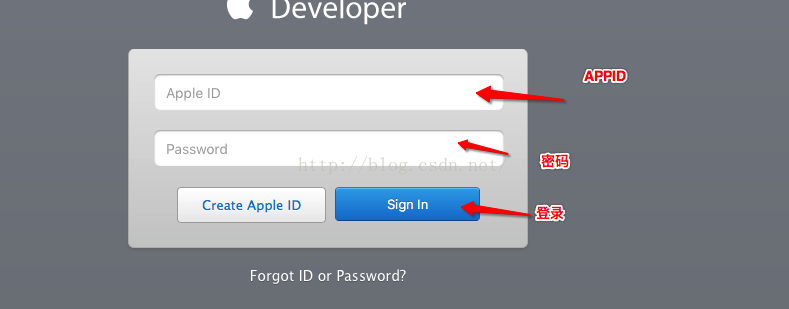 Developer
Apple ID
APPID
Password
http://blog.csdn.net/
密码
Create Apple ID
Sign In
登录
Forgot ID or Password?